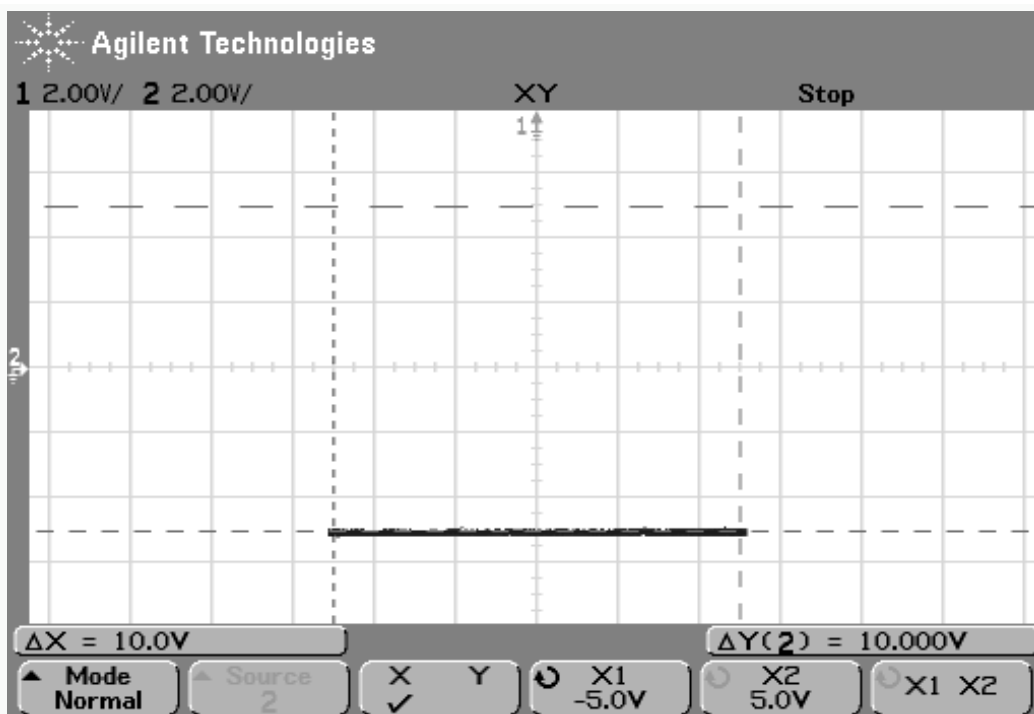 Agilent Technologies
1 2.00V/ 2 2.00V/ XY Stop
1
2
ΔX = 10.0V ΔY(2) = 10.000V
Mode Source X Y X1 X2 X1 X2
Normal 2 ✓ -5.0V 5.0V